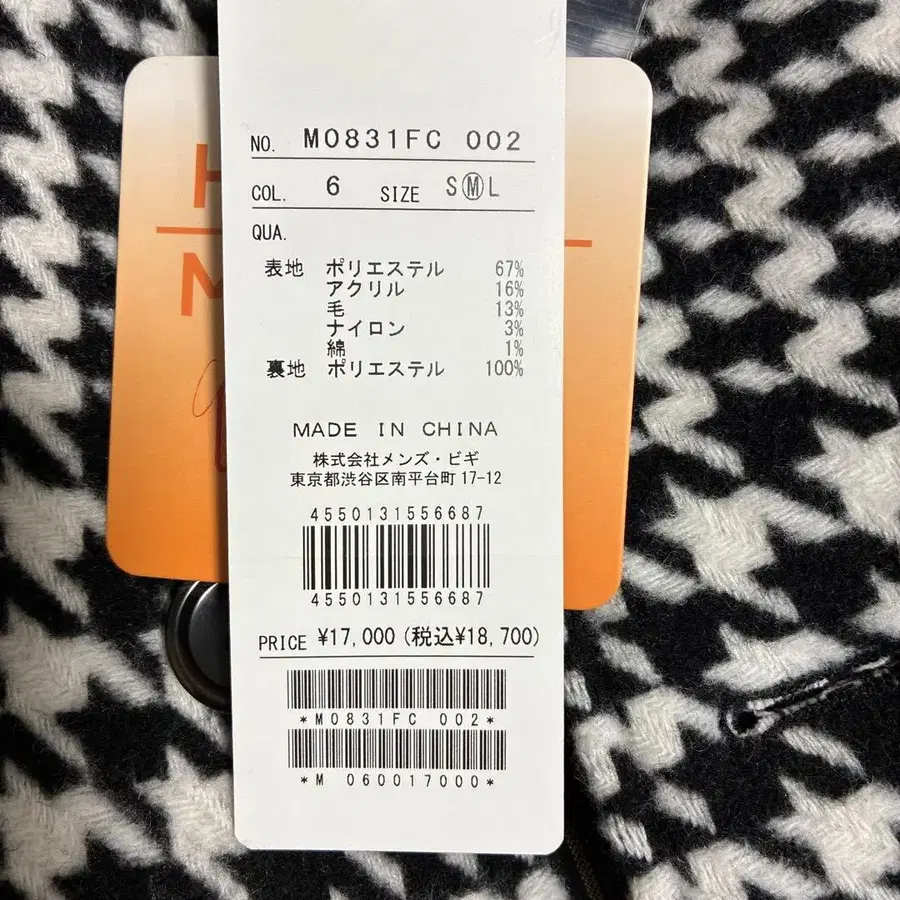 NO. M0831FC 002
COL. 6 SIZE S Ⓜ L
QUA.
表地 ポリエステル 67%
アクリル 16%
毛 13%
ナイロン 3%
綿 1%
裏地 ポリエステル 100%
MADE IN CHINA
株式会社メンズ・ビギ
東京都渋谷区南平台町17-12
4550131556687
4550131556687
PRICE ¥17,000(税込¥18,700)
*M0831FC 002*
*M 060017000*